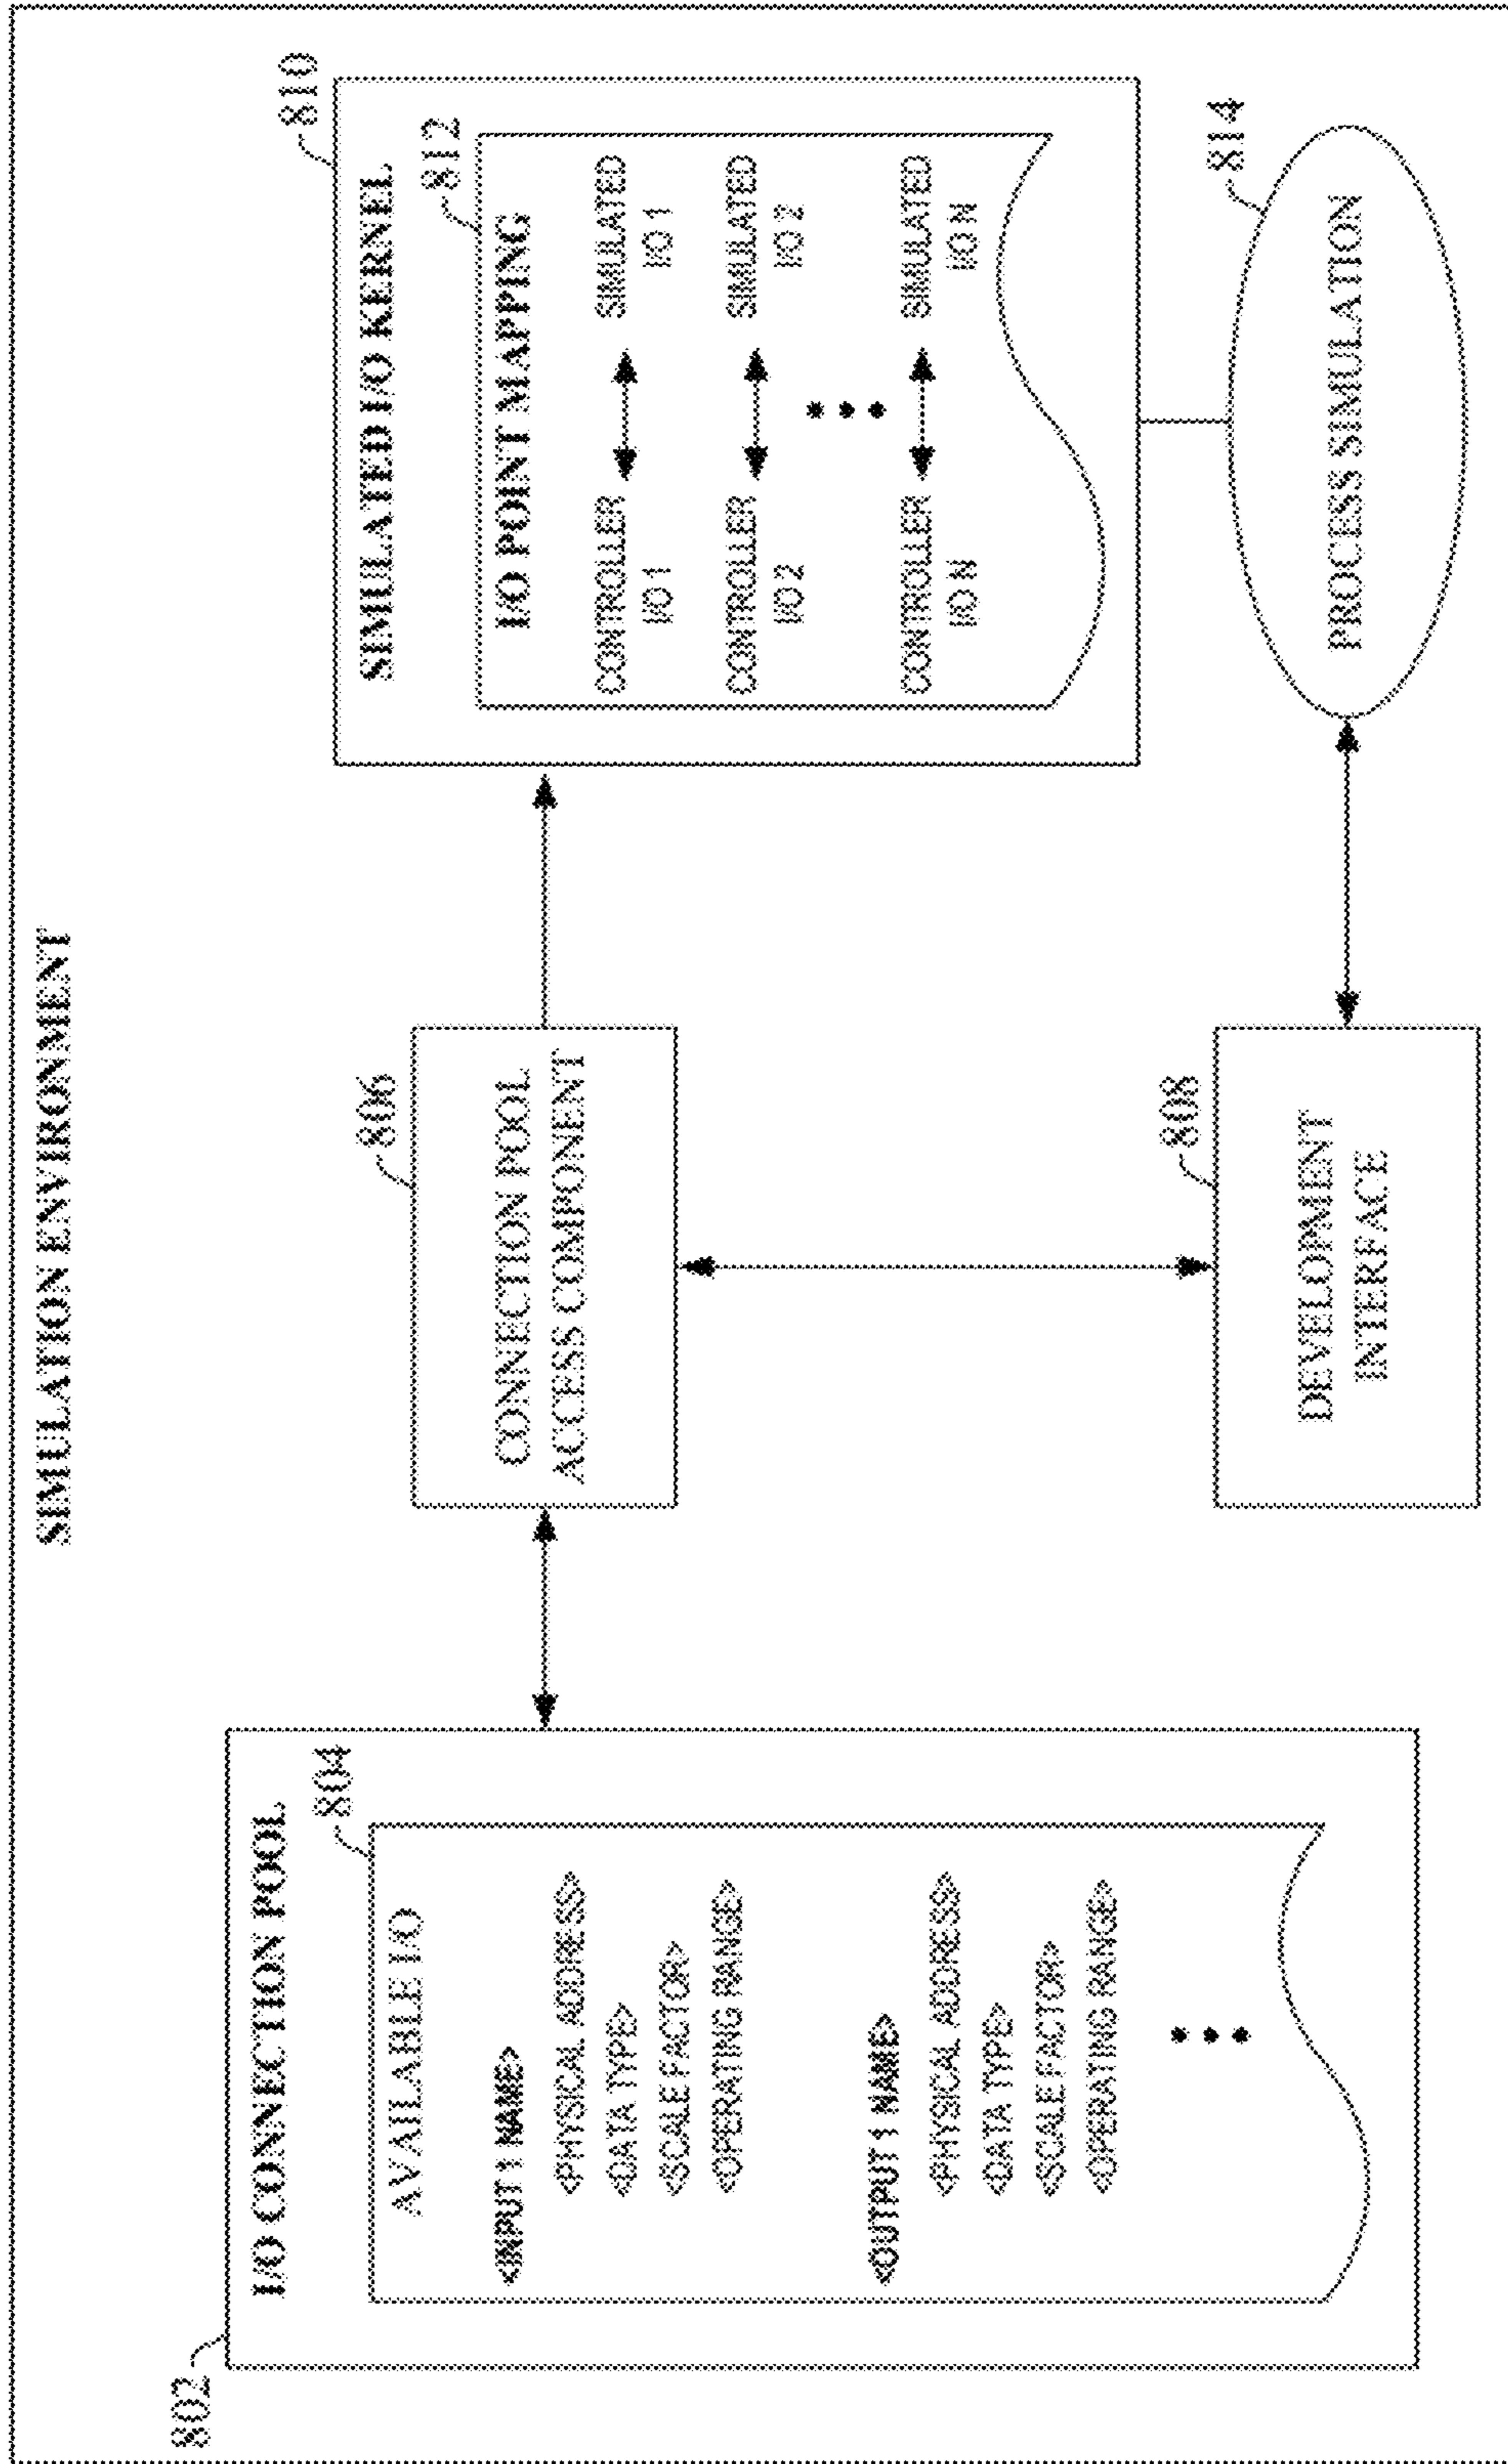 SIMULATION ENVIRONMENT
802
I/O CONNECTION POOL
804
AVAILABLE I/O
<INPUT 1 NAME>
<PHYSICAL ADDRESS>
<DATA TYPE>
<SCALE FACTOR>
<OPERATING RANGE>
<OUTPUT 1 NAME>
<PHYSICAL ADDRESS>
<DATA TYPE>
<SCALE FACTOR>
<OPERATING RANGE>
806
CONNECTION POOL
ACCESS COMPONENT
808
DEVELOPMENT
INTERFACE
810
SIMULATED I/O KERNEL
812
I/O POINT MAPPING
CONTROLLER SIMULATED
I/O 1 I/O 1
CONTROLLER SIMULATED
I/O 2 I/O 2
CONTROLLER SIMULATED
I/O N I/O N
814
PROCESS SIMULATION